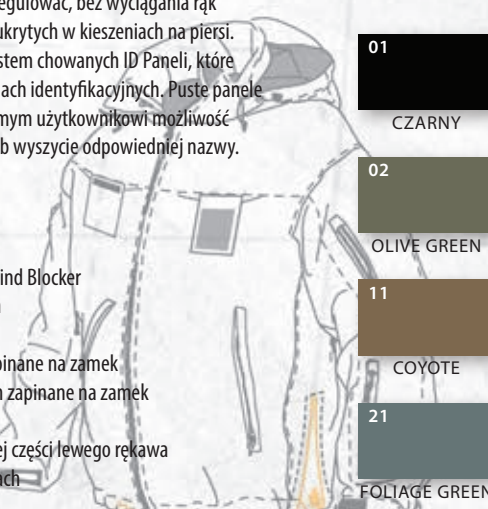 egulować, bez wyciągania rąk
ukrytych w kieszeniach na piersi.
stem chowanych ID Paneli, które
ach identyfikacyjnych. Puste panele
mym użytkownikowi możliwość
b wyszycie odpowiedniej nazwy.
ind Blocker
pinane na zamek
zapinane na zamek
ej części lewego rękawa
ach
01
CZARNY
02
OLIVE GREEN
11
COYOTE
21
FOLIAGE GREEN